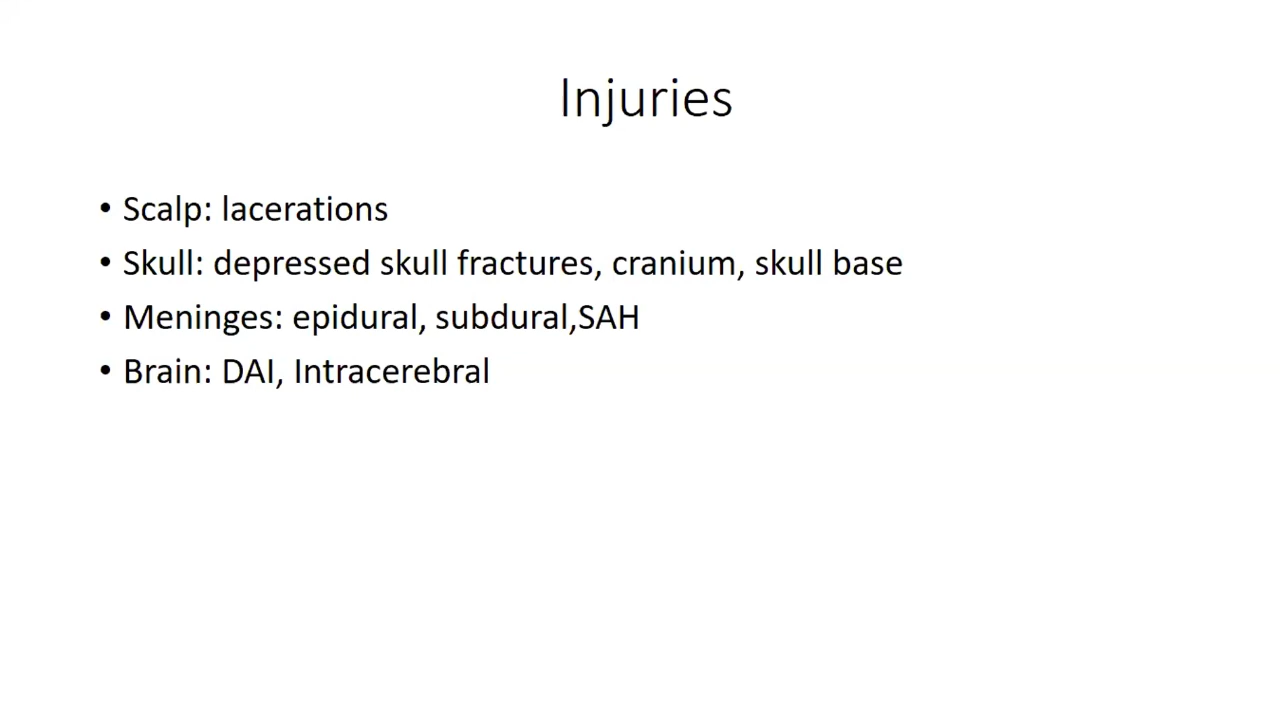 Injuries
• Scalp: lacerations
• Skull: depressed skull fractures, cranium, skull base
• Meninges: epidural, subdural,SAH
• Brain: DAI, Intracerebral